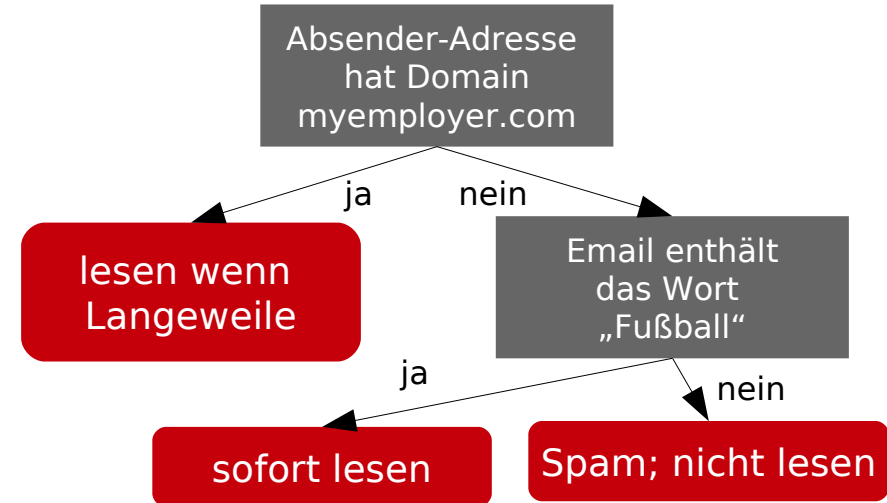 Absender-Adresse
hat Domain
myemployer.com
ja
nein
lesen wenn
Langeweile
Email enthält
das Wort
„Fußball“
ja
nein
sofort lesen
Spam; nicht lesen